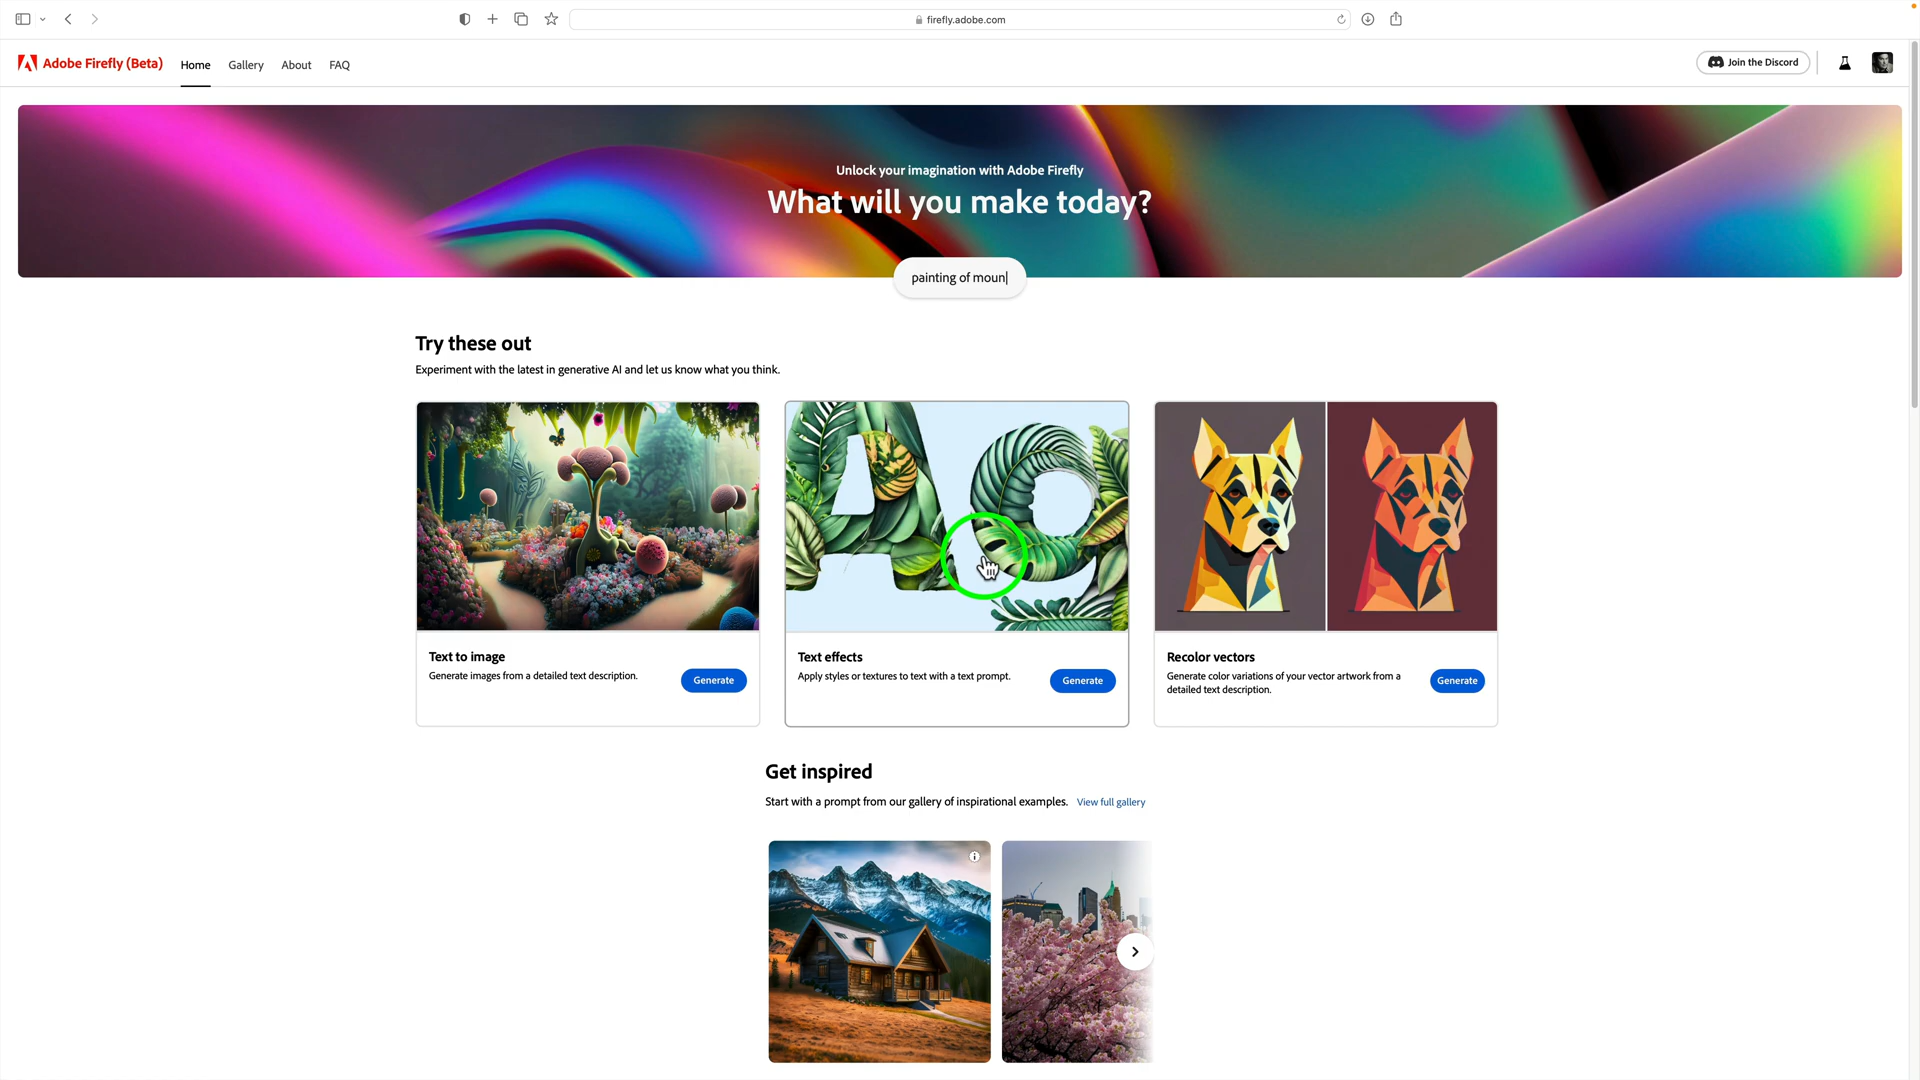 firefly.adobe.com
Adobe Firefly (Beta)
Home
Gallery
About
FAQ
Join the Discord
Unlock your imagination with Adobe Firefly
What will you make today?
painting of moun
Try these out
Experiment with the latest in generative AI and let us know what you think.
Text to image
Generate images from a detailed text description.
Generate
Text effects
Apply styles or textures to text with a text prompt.
Generate
Recolor vectors
Generate color variations of your vector artwork from a
detailed text description.
Generate
Get inspired
Start with a prompt from our gallery of inspirational examples. View full gallery